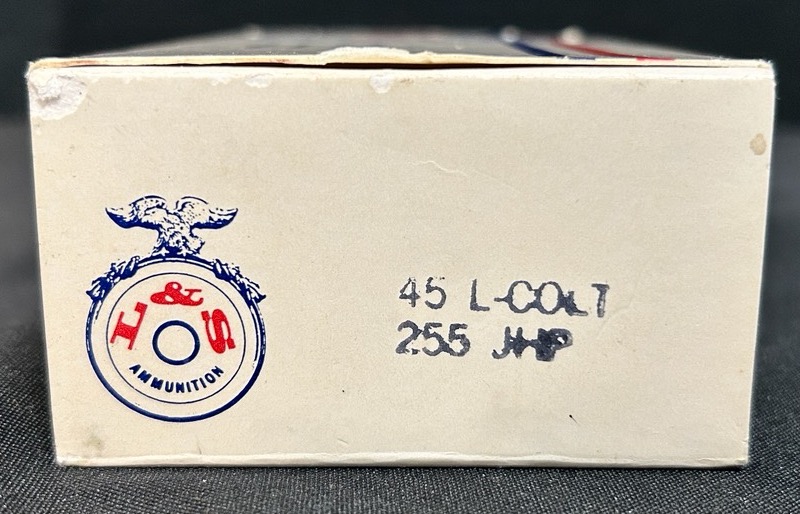 L & S
AMMUNITION
45 L-COLT
255 JHP